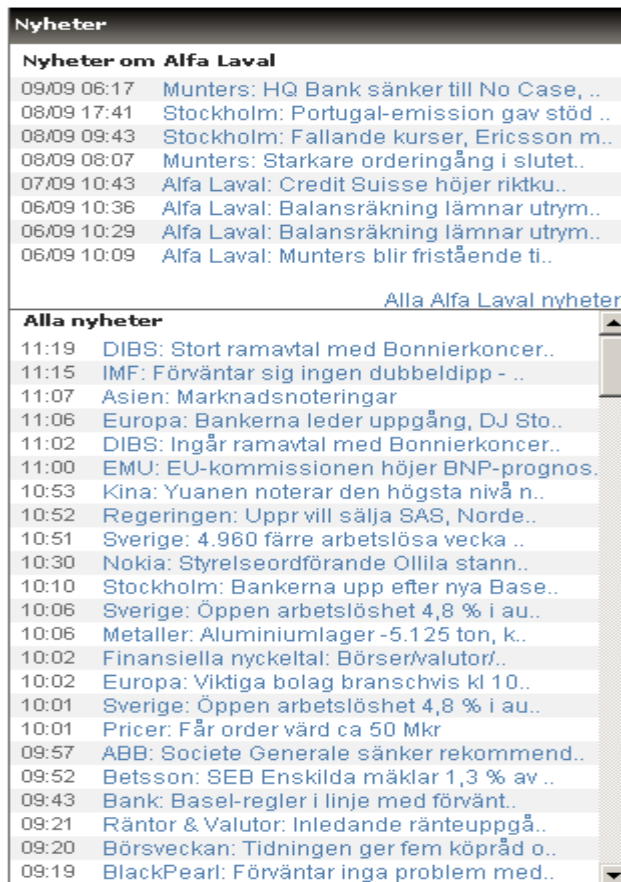 Nyheter
Nyheter om Alfa Laval
09/09 06:17 Munters: HQ Bank sänker till No Case, ..
08/09 17:41 Stockholm: Portugal-emission gav stöd ..
08/09 09:43 Stockholm: Fallande kurser, Ericsson m..
08/09 08:07 Munters: Starkare orderingång i slutet..
07/09 10:43 Alfa Laval: Credit Suisse höjer riktku..
06/09 10:36 Alfa Laval: Balansräkning lämnar utrym..
06/09 10:29 Alfa Laval: Balansräkning lämnar utrym..
06/09 10:09 Alfa Laval: Munters blir fristående ti..
Alla Alfa Laval nyheter
Alla nyheter
11:19 DIBS: Stort ramavtal med Bonnierkoncer..
11:15 IMF: Förväntar sig ingen dubbeldipp - ..
11:07 Asien: Marknadsnoteringar
11:06 Europa: Bankerna leder uppgång, DJ Sto..
11:02 DIBS: Ingår ramavtal med Bonnierkoncer..
11:00 EMU: EU-kommissionen höjer BNP-prognos.
10:53 Kina: Yuanen noterar den högsta nivå n..
10:52 Regeringen: Uppr vill sälja SAS, Norde..
10:51 Sverige: 4.960 färre arbetslösa vecka ..
10:30 Nokia: Styrelseordförande Ollila stann..
10:10 Stockholm: Bankerna upp efter nya Base..
10:06 Sverige: Öppen arbetslöshet 4,8 % i au..
10:06 Metaller: Aluminiumlager -5.125 ton, k..
10:02 Finansiella nyckeltal: Börser/valutor/..
10:02 Europa: Viktiga bolag branschvis kl 10..
10:01 Sverige: Öppen arbetslöshet 4,8 % i au..
10:01 Pricer: Får order värd ca 50 Mkr
09:57 ABB: Societe Generale sänker rekommend..
09:52 Betsson: SEB Enskilda mäklar 1,3 % av ..
09:43 Bank: Basel-regler i linje med förvänt..
09:21 Räntor & Valutor: Inledande ränteuppgå..
09:20 Börsveckan: Tidningen ger fem köpråd o..
09:19 BlackPearl: Förväntar inga problem med..